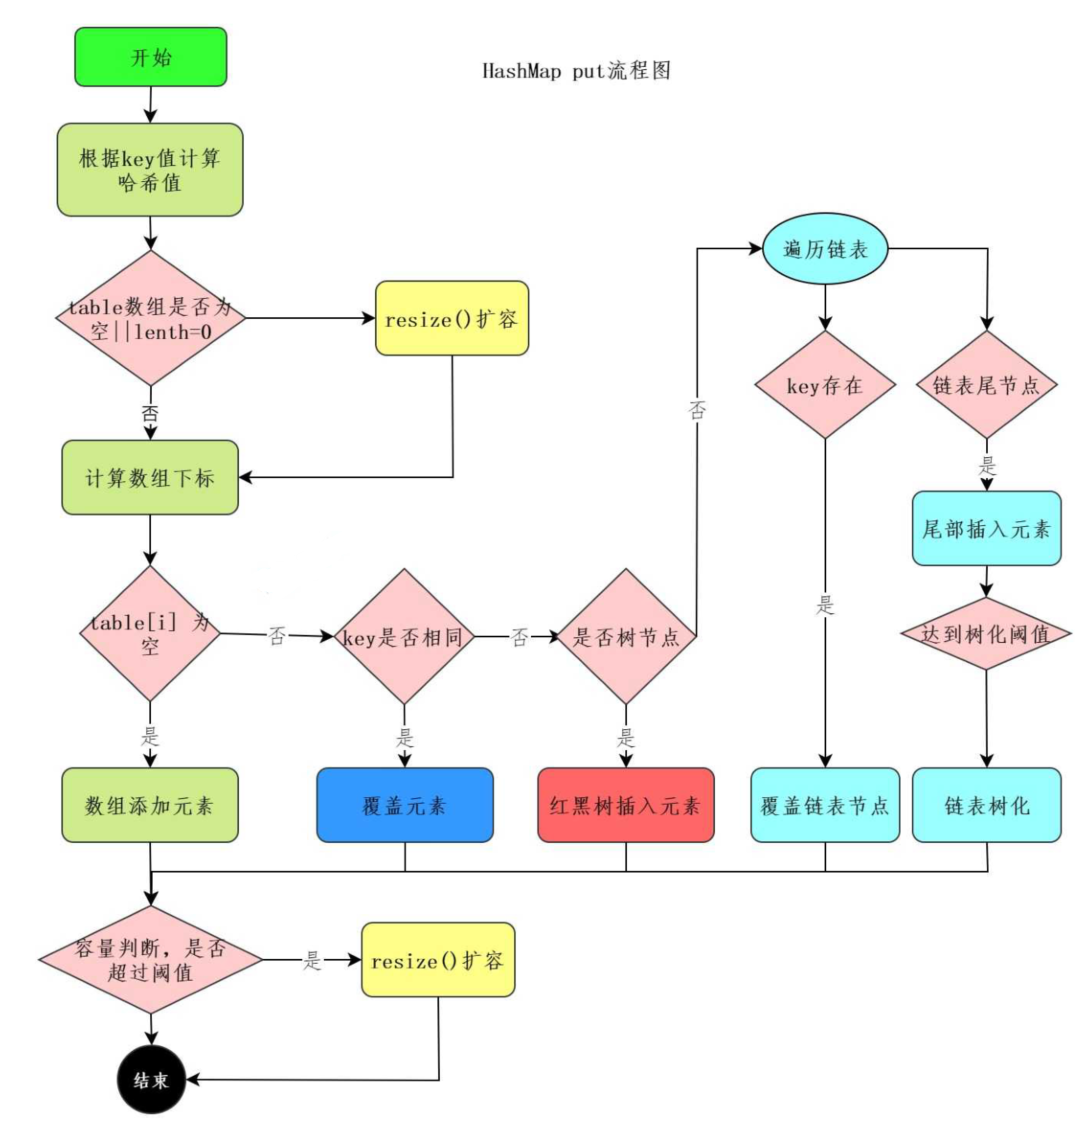 开始
HashMap put流程图
根据key值计算
哈希值
table数组是否为
空||lenth=0
resize()扩容
否
计算数组下标
table[i] 为
空
否
key是否相同
否
是否树节点
否
遍历链表
key存在
链表尾节点
是
尾部插入元素
达到树化阈值
是
是
是
是
数组添加元素
覆盖元素
红黑树插入元素
覆盖链表节点
链表树化
容量判断，是否
超过阈值
是
resize()扩容
结束